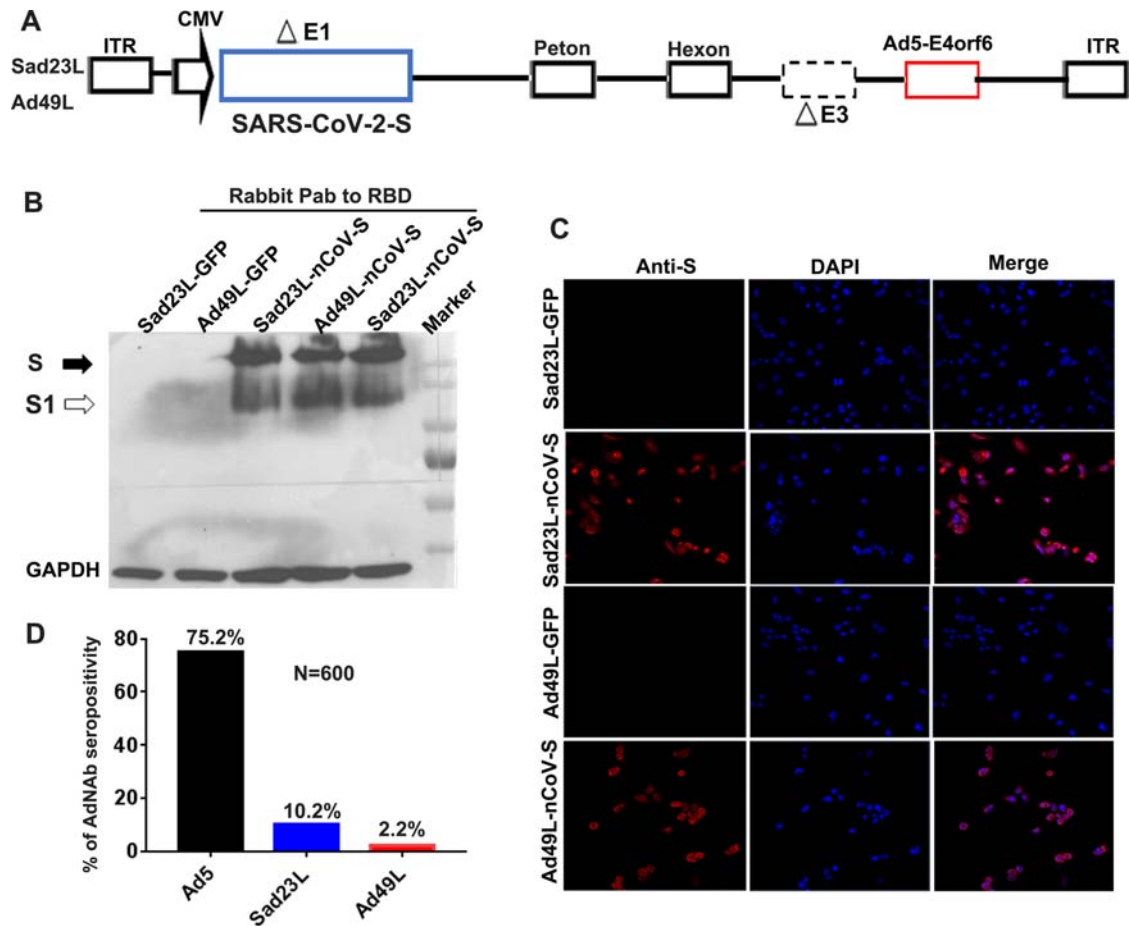 A
CMV
ITR
△ E1
Peton
Hexon
Ad5-E4orf6
ITR
Sad23L
Ad49L
SARS-CoV-2-S
△ E3
B
Rabbit Pab to RBD
Sad23L-GFP
Ad49L-GFP
Sad23L-nCoV-S
Ad49L-nCoV-S
Sad23L-nCoV-S
Marker
S
S1
GAPDH
C
Anti-S
DAPI
Merge
Sad23L-GFP
Sad23L-nCoV-S
Ad49L-GFP
Ad49L-nCoV-S
D
% of AdNAb seropositivity
80
60
40
20
0
75.2%
N=600
10.2%
2.2%
Ad5
Sad23L
Ad49L